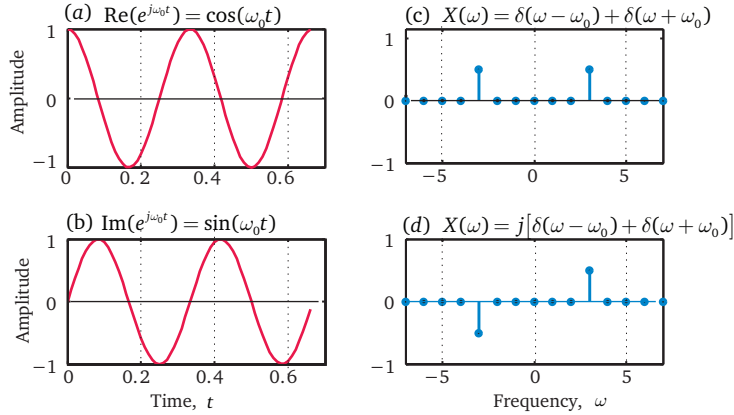 (a) Re(e^{jω₀t}) = cos(ω₀t)
1
0
−1
Amplitude
0 0.2 0.4 0.6
(c) X(ω) = δ(ω − ω₀) + δ(ω + ω₀)
1
0
−1
−5 0 5
(b) Im(e^{jω₀t}) = sin(ω₀t)
1
0
−1
Amplitude
0 0.2 0.4 0.6
Time, t
(d) X(ω) = j[δ(ω − ω₀) + δ(ω + ω₀)]
1
0
−1
−5 0 5
Frequency, ω